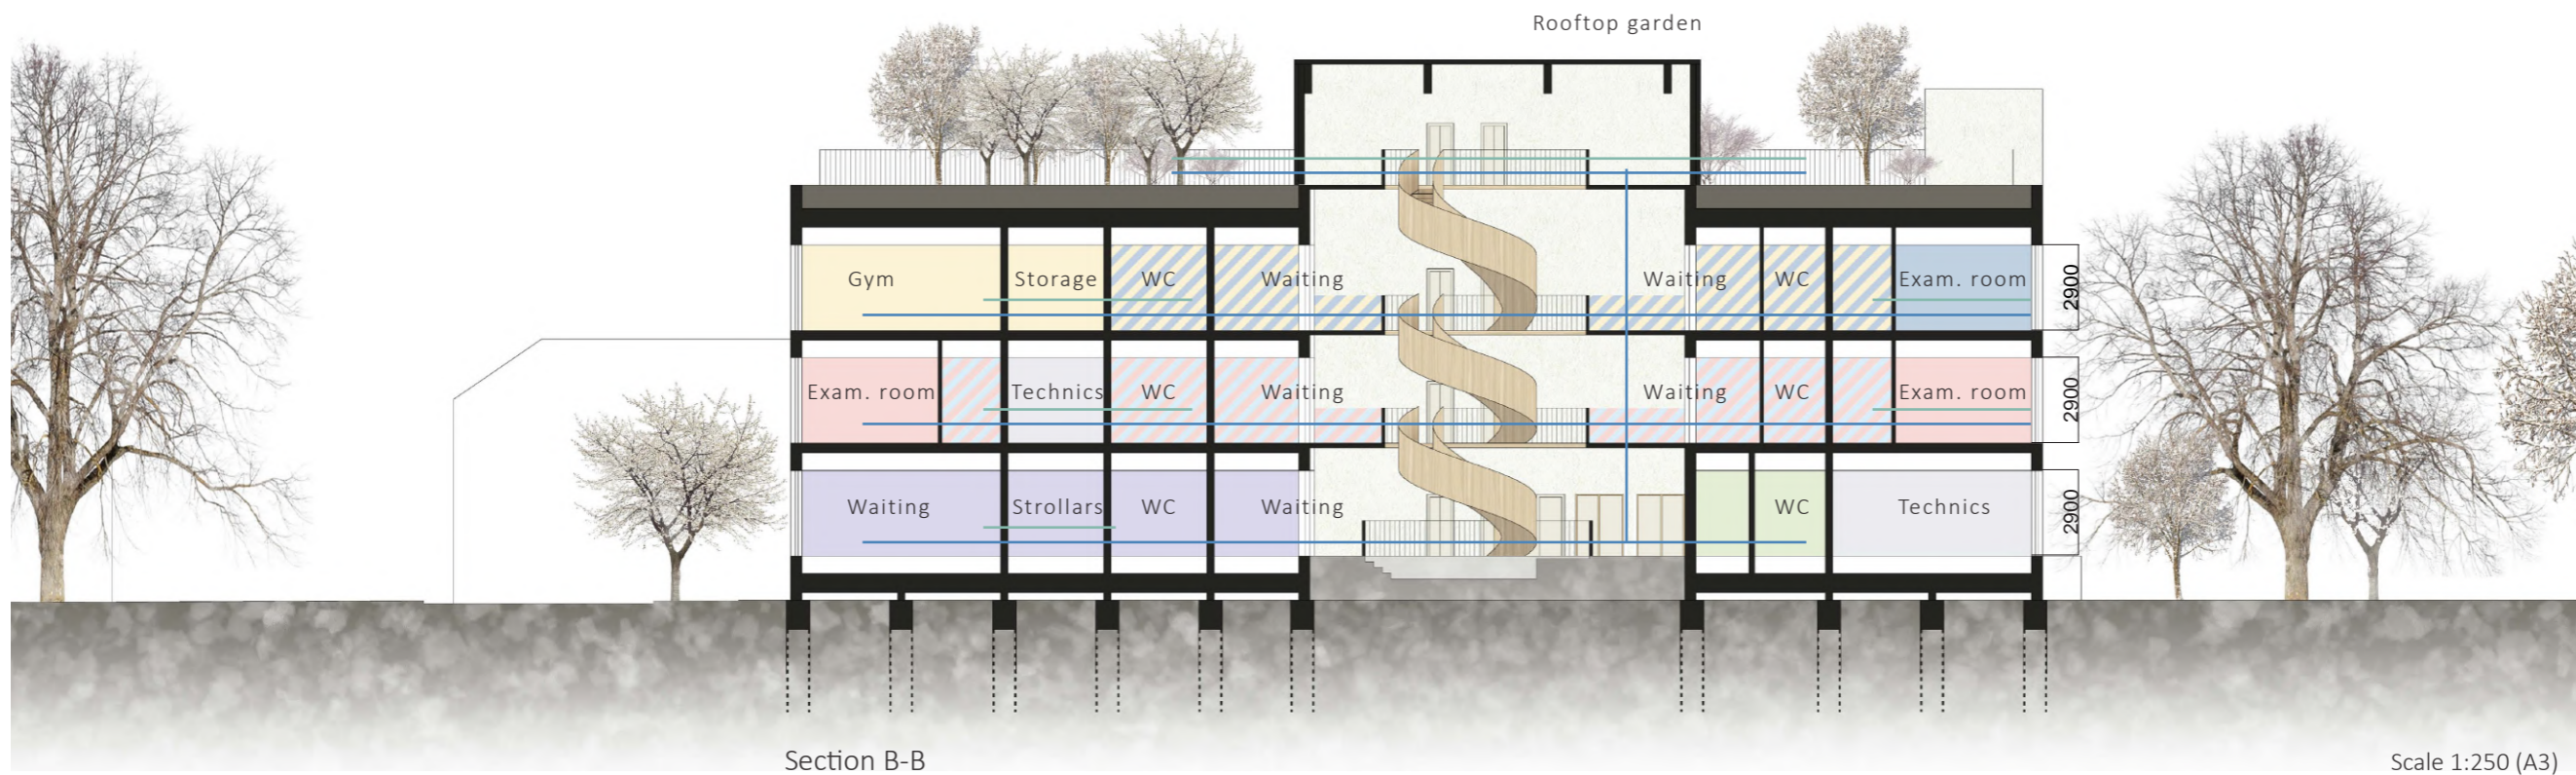 Rooftop garden
Gym Storage WC Waiting Waiting WC Exam. room 2900
Exam. room Technics WC Waiting Waiting WC Exam. room 2900
Waiting Strollars WC Waiting WC Technics 2900
Section B-B Scale 1:250 (A3)